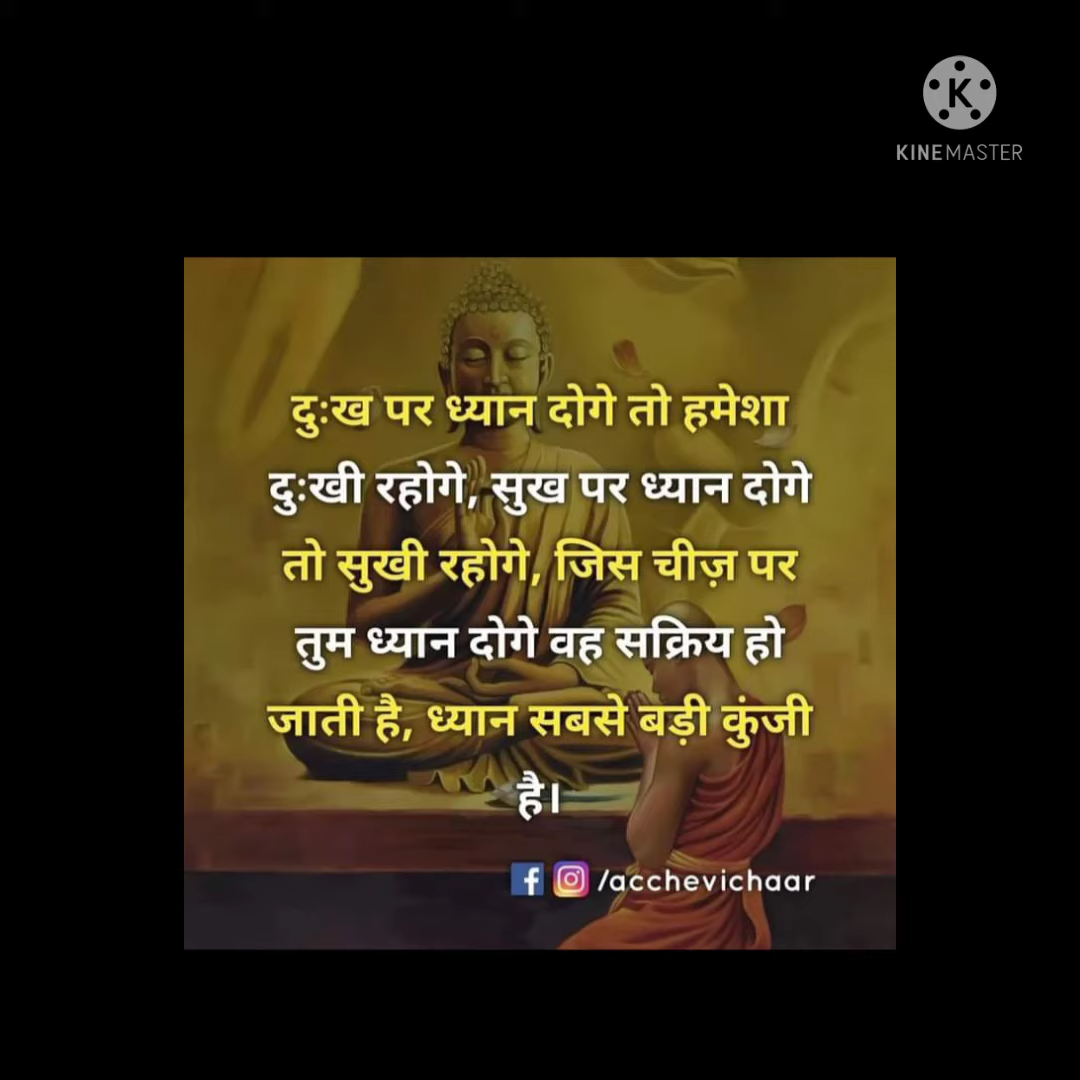 KINEMASTER
दुःख पर ध्यान दोगे तो हमेशा
दुःखी रहोगे, सुख पर ध्यान दोगे
तो सुखी रहोगे, जिस चीज़ पर
तुम ध्यान दोगे वह सक्रिय हो
जाती है, ध्यान सबसे बड़ी कुंजी
है।
/acchevichaar